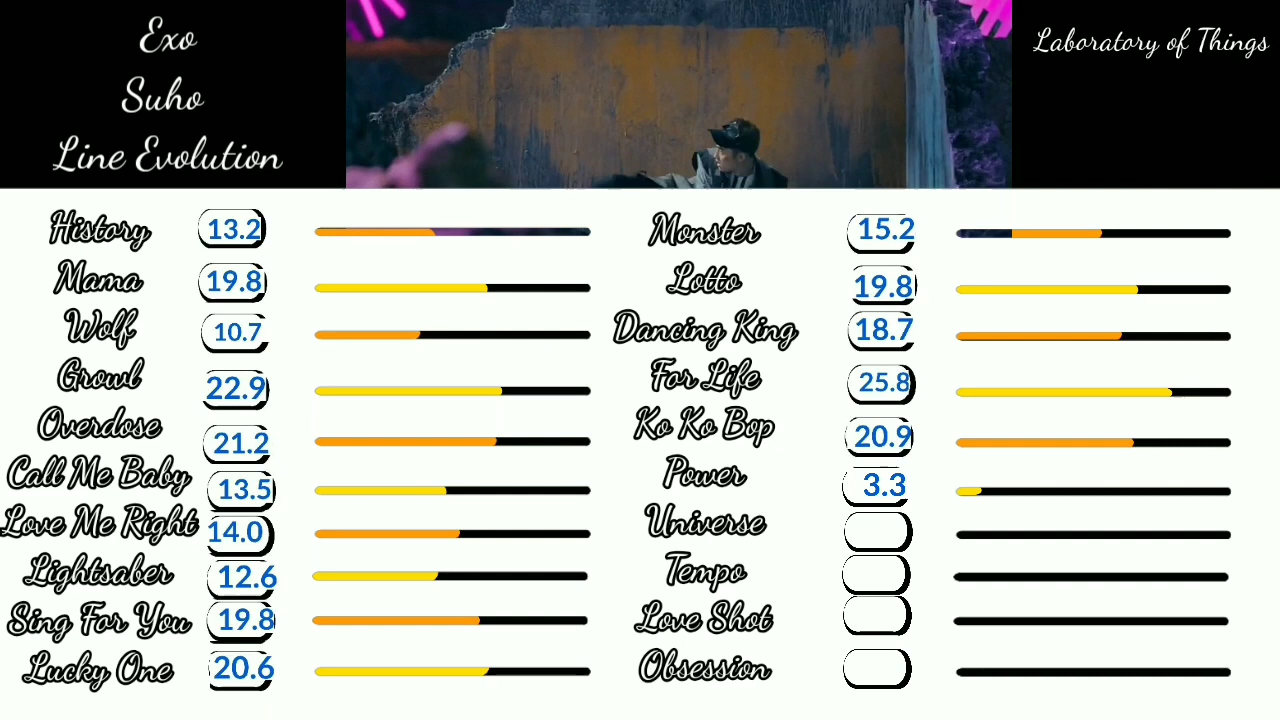 Exo
Suho
Line Evolution
Laboratory of Things
History 13.2
Mama 19.8
Wolf 10.7
Growl 22.9
Overdose 21.2
Call Me Baby 13.5
Love Me Right 14.0
Lightsaber 12.6
Sing For You 19.8
Lucky One 20.6
Monster 15.2
Lotto 19.8
Dancing King 18.7
For Life 25.8
Ko Ko Bop 20.9
Power 3.3
Universe
Tempo
Love Shot
Obsession